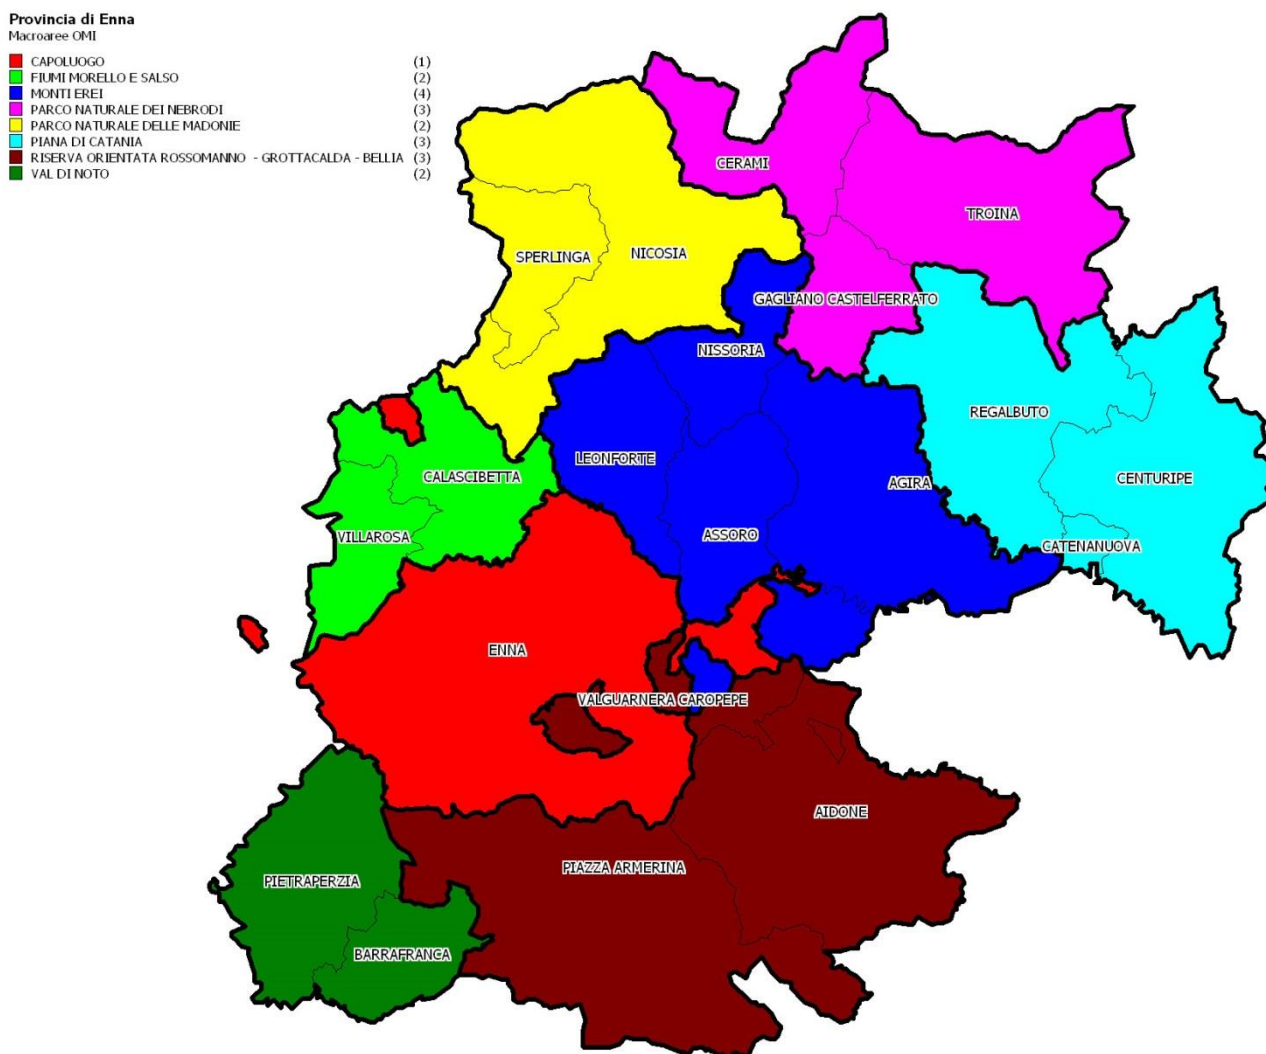 Provincia di Enna
Macroaree OMI
CAPOLUOGO (1)
FIUMI MORELLO E SALSO (2)
MONTI EREI (4)
PARCO NATURALE DEI NEBRODI (3)
PARCO NATURALE DELLE MADONIE (2)
PIANA DI CATANIA (3)
RISERVA ORIENTATA ROSSOMANNO - GROTTACALDA - BELLIA (3)
VAL DI NOTO (2)
CERAMI
TROINA
SPERLINGA
NICOSIA
GAGLIANO CASTELFERRATO
NISSORIA
REGALBUTO
LEONFORTE
CALASCIBETTA
AGIRA
CENTURIPE
VILLAROSA
ASSORO
CATENANUOVA
ENNA
VALGUARNERA CAROPEPE
AIDONE
PIAZZA ARMERINA
PIETRAPERZIA
BARRAFRANCA